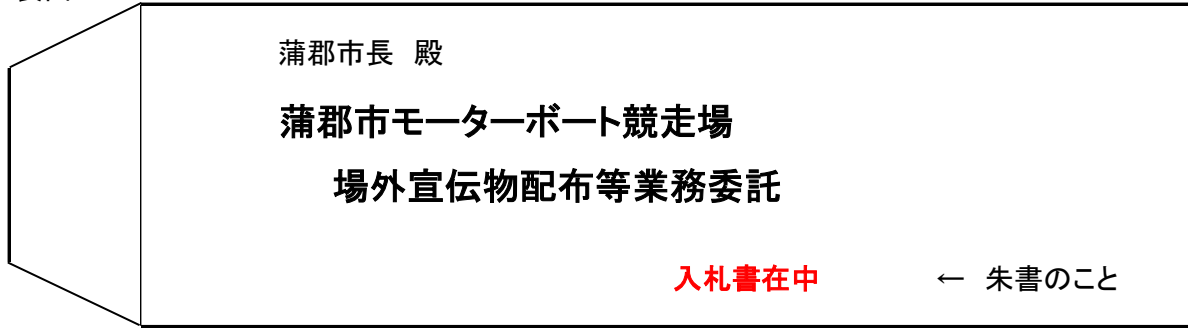 蒲郡市長 殿
蒲郡市モーターボート競走場
場外宣伝物配布等業務委託
入札書在中 ← 朱書のこと